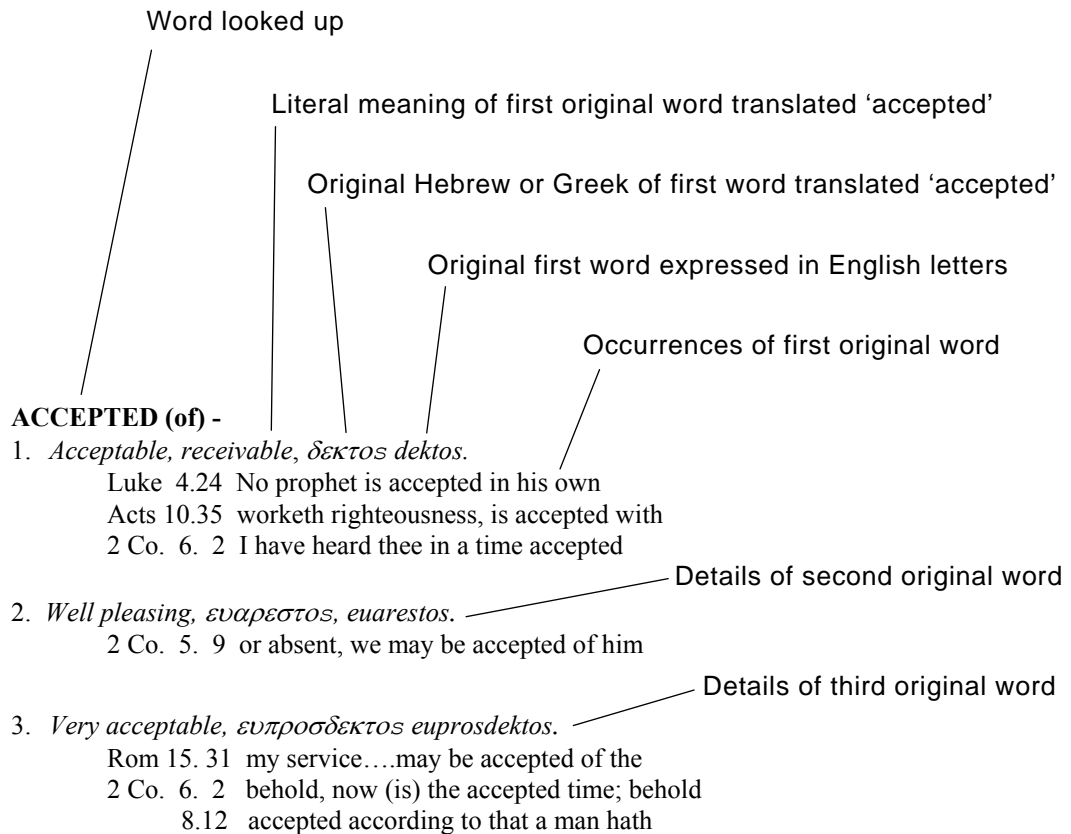 Word looked up
Literal meaning of first original word translated ‘accepted’
Original Hebrew or Greek of first word translated ‘accepted’
Original first word expressed in English letters
Occurrences of first original word
ACCEPTED (of) -
1. Acceptable, receivable, δεκτος dektos.
Luke 4.24 No prophet is accepted in his own
Acts 10.35 worketh righteousness, is accepted with
2 Co. 6. 2 I have heard thee in a time accepted
Details of second original word
2. Well pleasing, ευαρεστος, euarestos.
2 Co. 5. 9 or absent, we may be accepted of him
Details of third original word
3. Very acceptable, ευπροσδεκτος euprosdektos.
Rom 15. 31 my service….may be accepted of the
2 Co. 6. 2 behold, now (is) the accepted time; behold
8.12 accepted according to that a man hath